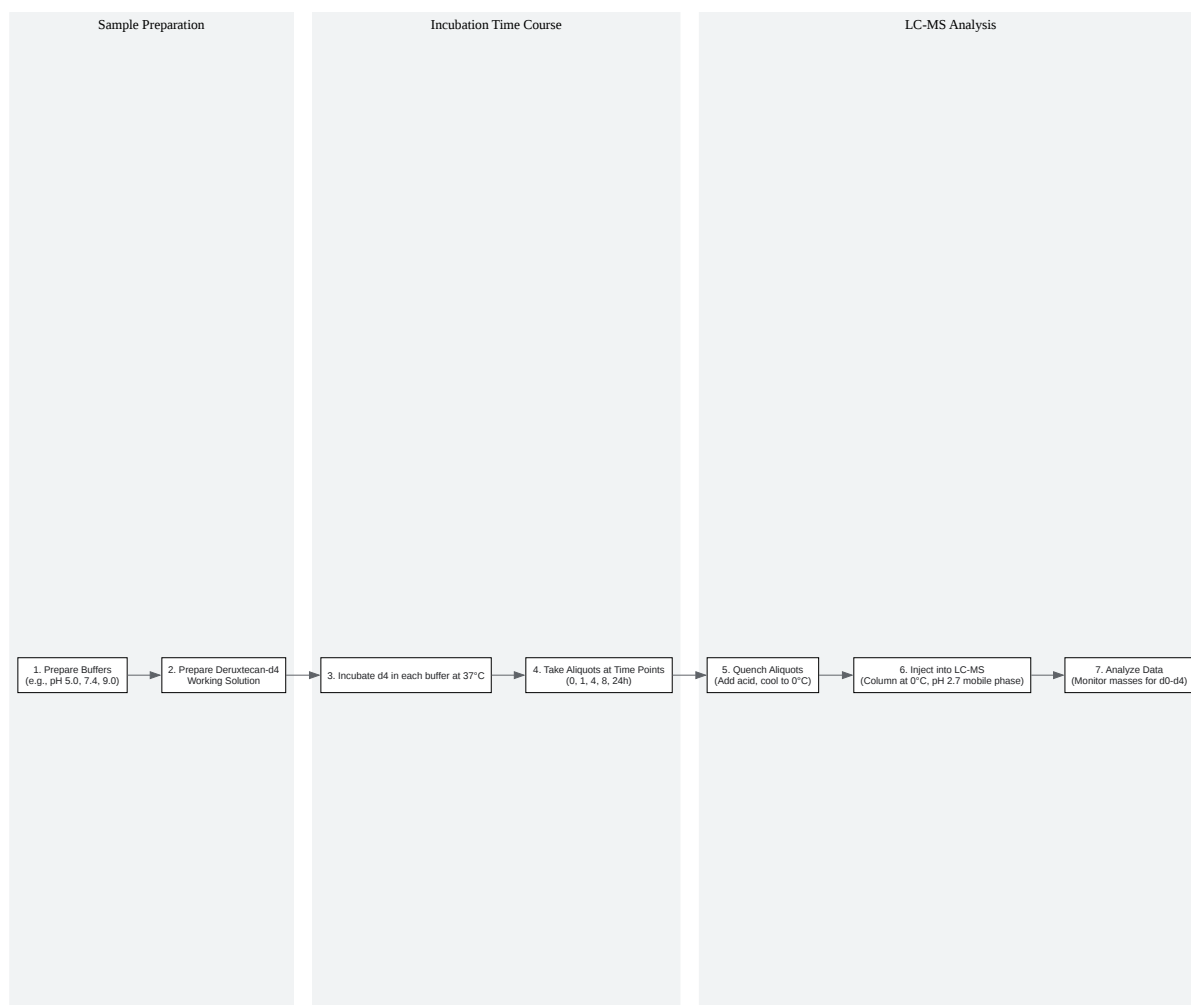 Sample Preparation
Incubation Time Course
LC-MS Analysis
1. Prepare Buffers
(e.g., pH 5.0, 7.4, 9.0)
2. Prepare Deruxtecan-d4
Working Solution
3. Incubate d4 in each buffer at 37°C
4. Take Aliquots at Time Points
(0, 1, 4, 8, 24h)
5. Quench Aliquots
(Add acid, cool to 0°C)
6. Inject into LC-MS
(Column at 0°C, pH 2.7 mobile phase)
7. Analyze Data
(Monitor masses for d0-d4)